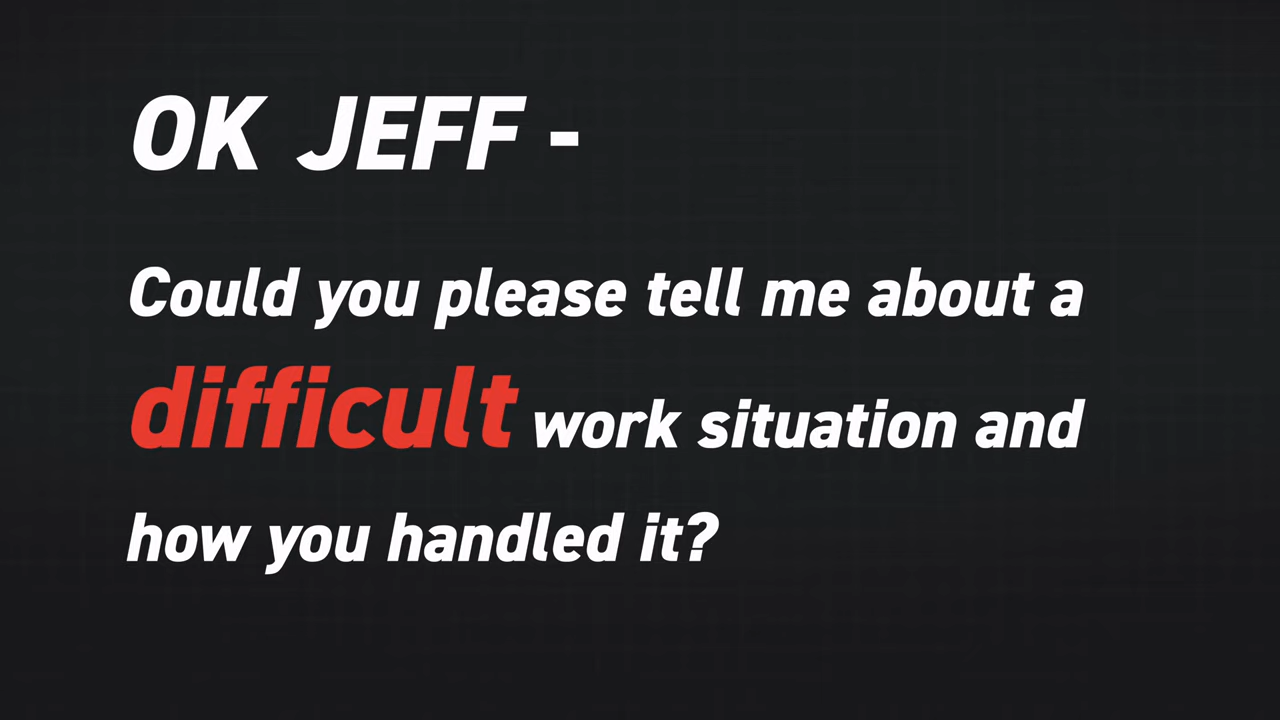 OK JEFF -
Could you please tell me about a
difficult work situation and
how you handled it?